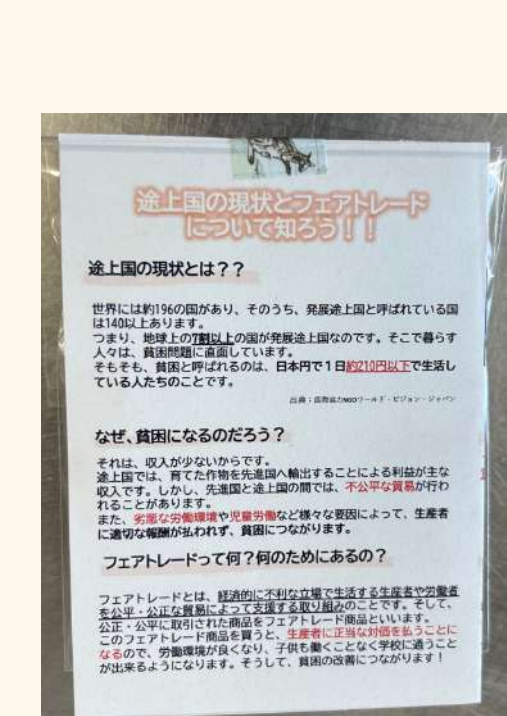 途上国の現状とフェアトレード
について知ろう！！
途上国の現状とは？？
世界には約196の国があり、そのうち、発展途上国と呼ばれている国
は140以上あります。
つまり、地球上の7割以上の国が発展途上国なのです。そこで暮らす
人々は、貧困問題に直面しています。
そもそも、貧困と呼ばれるのは、日本円で１日約210円以下で生活し
ている人たちのことです。
出典：国際協力NGOワールド・ビジョン・ジャパン
なぜ、貧困になるのだろう？
それは、収入が少ないからです。
途上国では、育てた作物を先進国へ輸出することによる利益が主な
収入です。しかし、先進国と途上国の間では、不公平な貿易が行わ
れることがあります。
また、劣悪な労働環境や児童労働など様々な要因によって、生産者
に適切な報酬が払われず、貧困につながります。
フェアトレードって何？何のためにあるの？
フェアトレードとは、経済的に不利な立場で生活する生産者や労働者
を公平・公正な貿易によって支援する取り組みのことです。そして、
公正・公平に取引された商品をフェアトレード商品といいます。
このフェアトレード商品を買うと、生産者に正当な対価を払うことに
なるので、労働環境が良くなり、子供も働くことなく学校に通うこと
が出来るようになります。そうして、貧困の改善につながります！